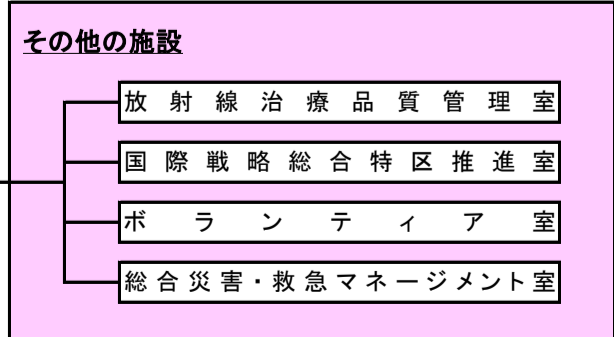 その他の施設
放射線治療品質管理室
国際戦略総合特区推進室
ボランティア室
総合災害・救急マネージメント室